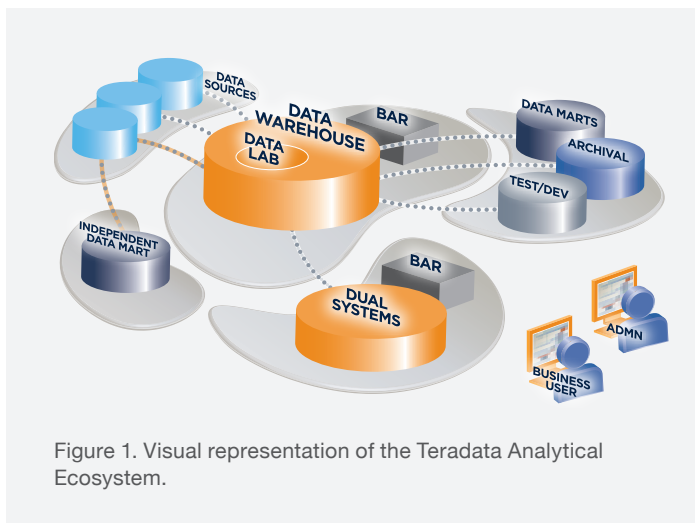 DATA
SOURCES
DATA
WAREHOUSE
DATA
LAB
BAR
DATA MARTS
ARCHIVAL
TEST/DEV
INDEPENDENT
DATA MART
BAR
DUAL
SYSTEMS
ADMN
BUSINESS
USER
Figure 1. Visual representation of the Teradata Analytical
Ecosystem.